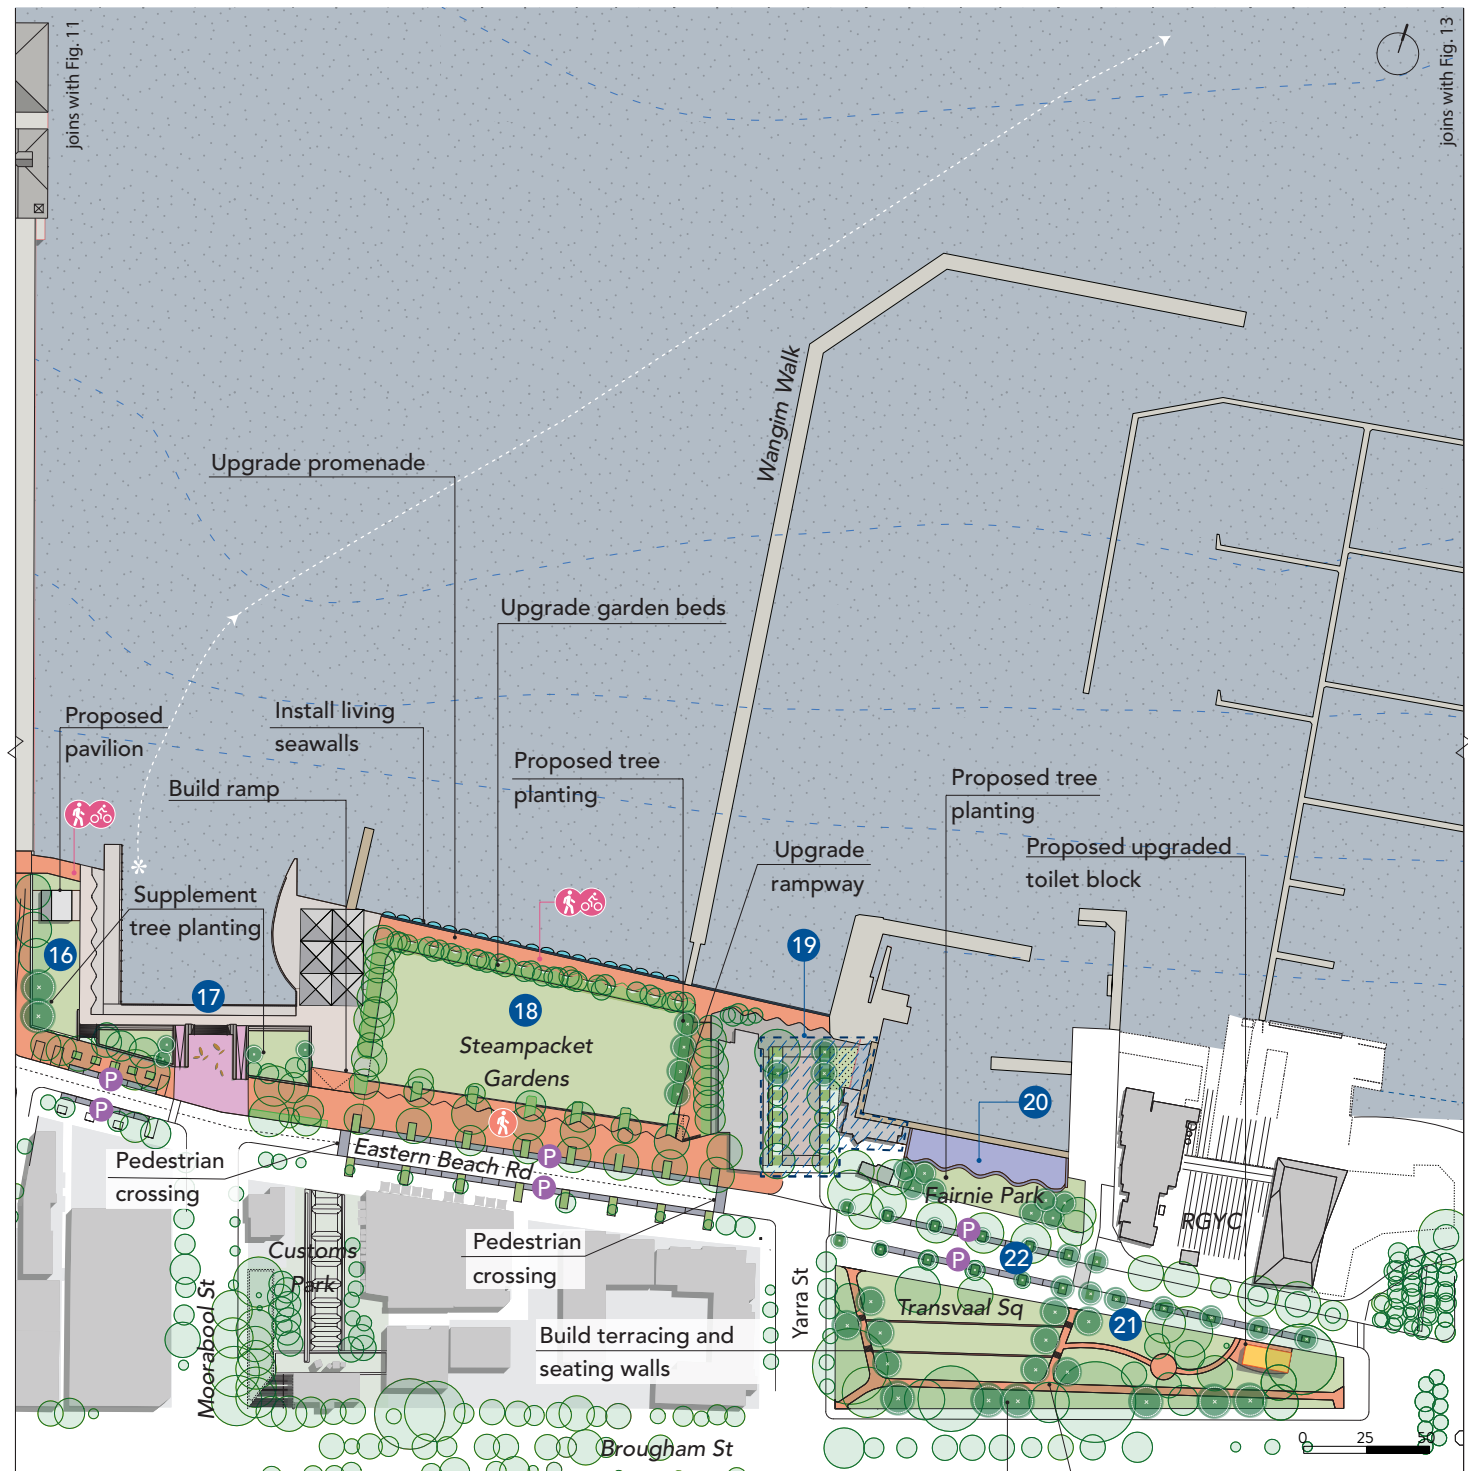 joins with Fig. 11
joins with Fig. 13
Wangim Walk
Upgrade promenade
Upgrade garden beds
Proposed
pavilion
Install living
seawalls
Build ramp
Proposed tree
planting
Proposed tree
planting
Upgrade
rampway
Proposed upgraded
toilet block
Supplement
tree planting
16
17
18
19
20
Steampacket
Gardens
P
P
P
P
Eastern Beach Rd
Pedestrian
crossing
Pedestrian
crossing
Fairnie Park
RGYC
P
P
22
21
Customs
Park
Moorabool St
Yarra St
Transvaal Sq
Build terracing and
seating walls
Brougham St
0 25 50